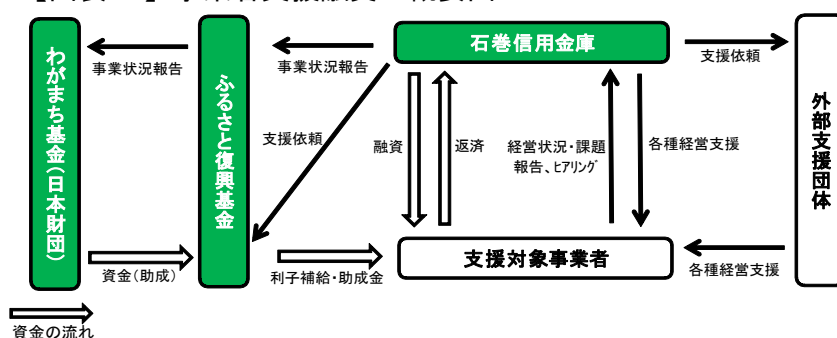 石巻信用金庫
事業状況報告
事業状況報告
支援依頼
わがまち基金(日本財団)
ふるさと復興基金
外部支援団体
支援依頼
融資
返済
経営状況・課題
報告、ヒアリング
各種経営支援
支援対象事業者
資金(助成)
利子補給・助成金
各種経営支援
資金の流れ